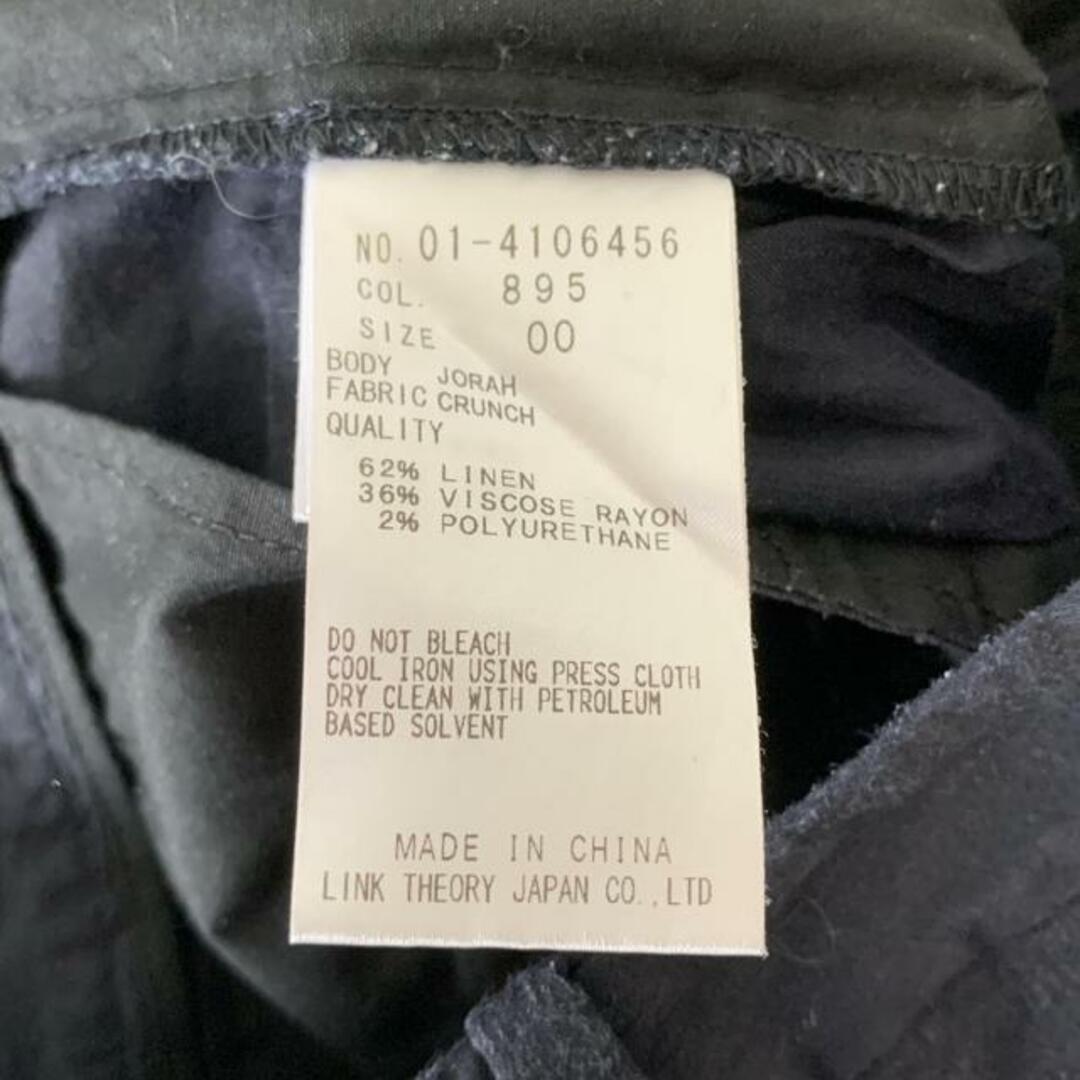 NO. 01-4106456
COL. 895
SIZE 00
BODY JORAH
FABRIC CRUNCH
QUALITY
62% LINEN
36% VISCOSE RAYON
2% POLYURETHANE
DO NOT BLEACH
COOL IRON USING PRESS CLOTH
DRY CLEAN WITH PETROLEUM
BASED SOLVENT
MADE IN CHINA
LINK THEORY JAPAN CO.,LTD